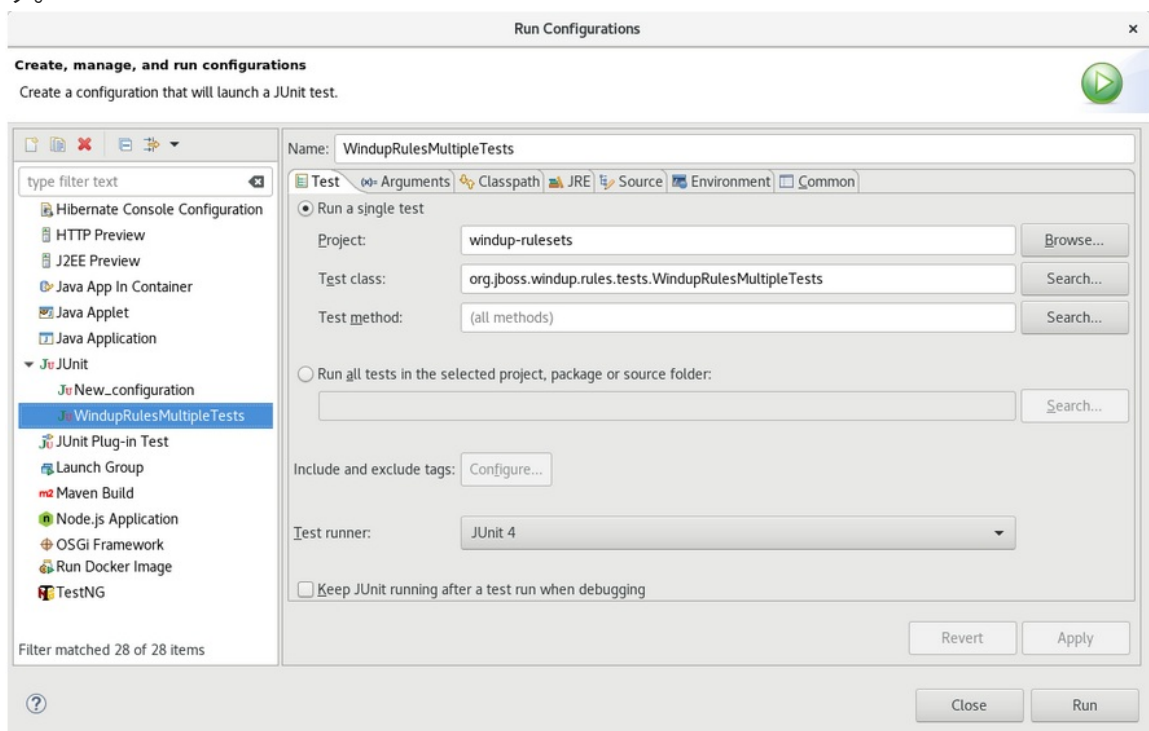 す。
Run Configurations
×
Create, manage, and run configurations
Create a configuration that will launch a JUnit test.
type filter text
Hibernate Console Configuration
HTTP Preview
J2EE Preview
Java App In Container
Java Applet
Java Application
JUnit
New_configuration
WindupRulesMultipleTests
JUnit Plug-in Test
Launch Group
m2 Maven Build
Node.js Application
OSGi Framework
Run Docker Image
TestNG
Filter matched 28 of 28 items
Name: WindupRulesMultipleTests
Test (x)= Arguments Classpath JRE Source Environment Common
Run a single test
Project: windup-rulesets Browse...
Test class: org.jboss.windup.rules.tests.WindupRulesMultipleTests Search...
Test method: (all methods) Search...
Run all tests in the selected project, package or source folder:
Search...
Include and exclude tags: Configure...
Test runner: JUnit 4
Keep JUnit running after a test run when debugging
Revert Apply
? Close Run